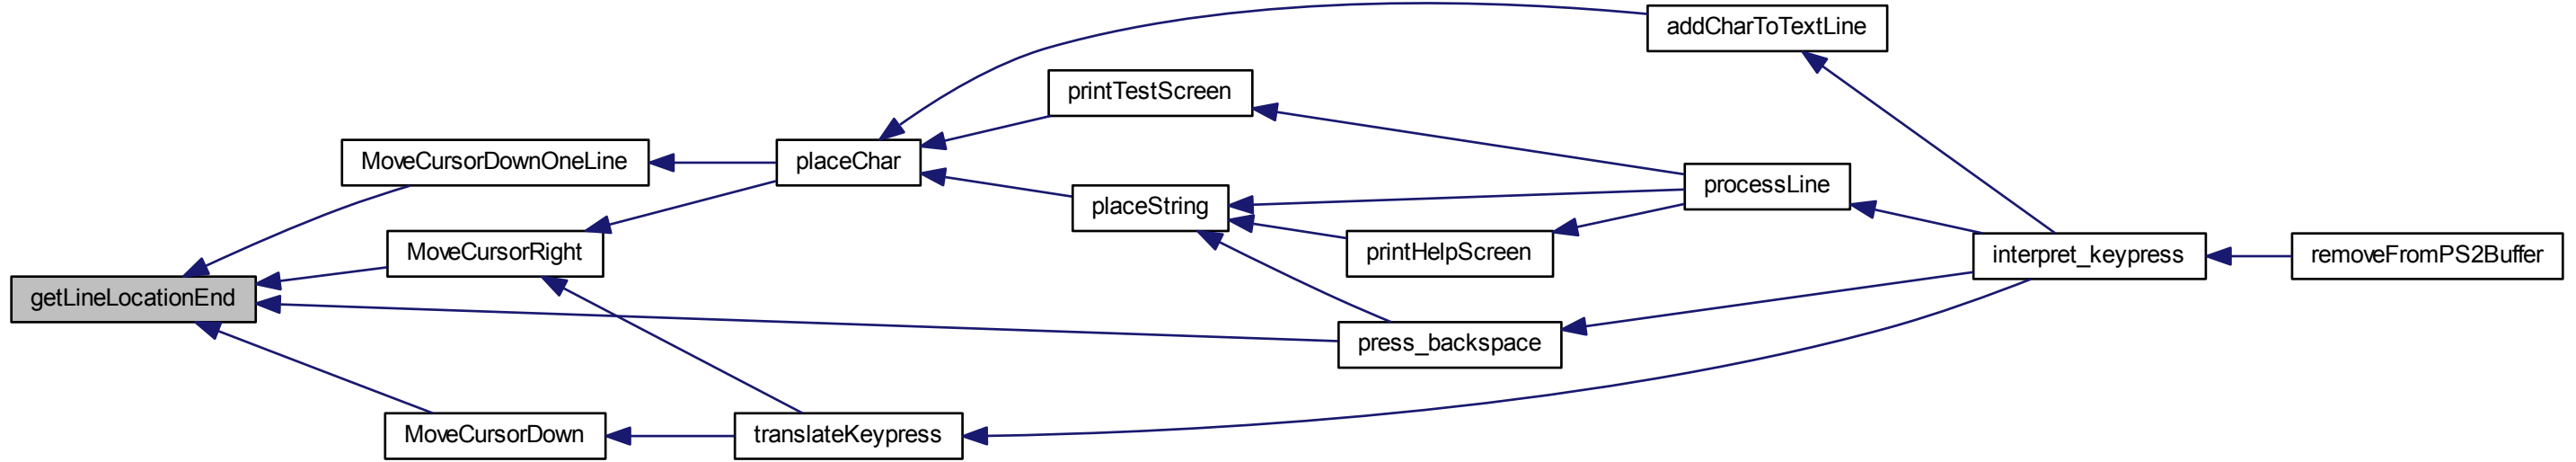 addCharToTextLine
printTestScreen
MoveCursorDownOneLine
placeChar
processLine
placeString
MoveCursorRight
printHelpScreen
interpret_keypress
removeFromPS2Buffer
getLineLocationEnd
press_backspace
MoveCursorDown
translateKeypress